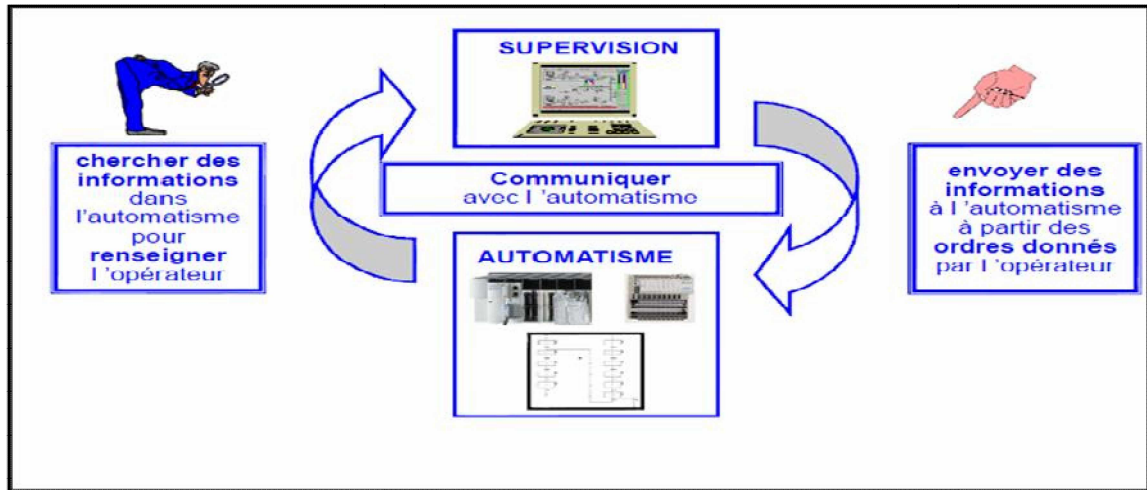 SUPERVISION
chercher des
informations
dans
l'automatisme
pour
renseigner
l 'opérateur
Communiquer
avec l 'automatisme
envoyer des
informations
à l 'automatisme
à partir des
ordres donnés
par l 'opérateur
AUTOMATISME